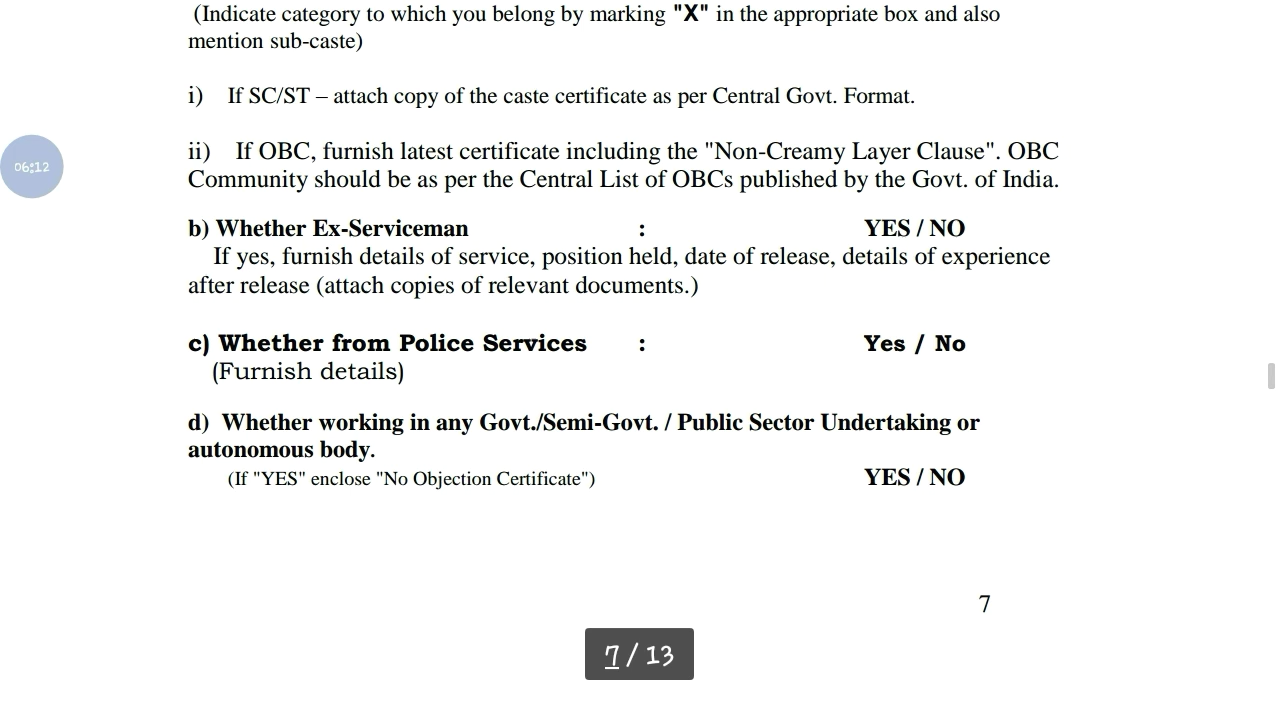 (Indicate category to which you belong by marking "X" in the appropriate box and also
mention sub-caste)
i) If SC/ST – attach copy of the caste certificate as per Central Govt. Format.
06:12
ii) If OBC, furnish latest certificate including the "Non-Creamy Layer Clause". OBC
Community should be as per the Central List of OBCs published by the Govt. of India.
b) Whether Ex-Serviceman : YES / NO
If yes, furnish details of service, position held, date of release, details of experience
after release (attach copies of relevant documents.)
c) Whether from Police Services : Yes / No
(Furnish details)
d) Whether working in any Govt./Semi-Govt. / Public Sector Undertaking or
autonomous body.
(If "YES" enclose "No Objection Certificate") YES / NO
7
7 / 13